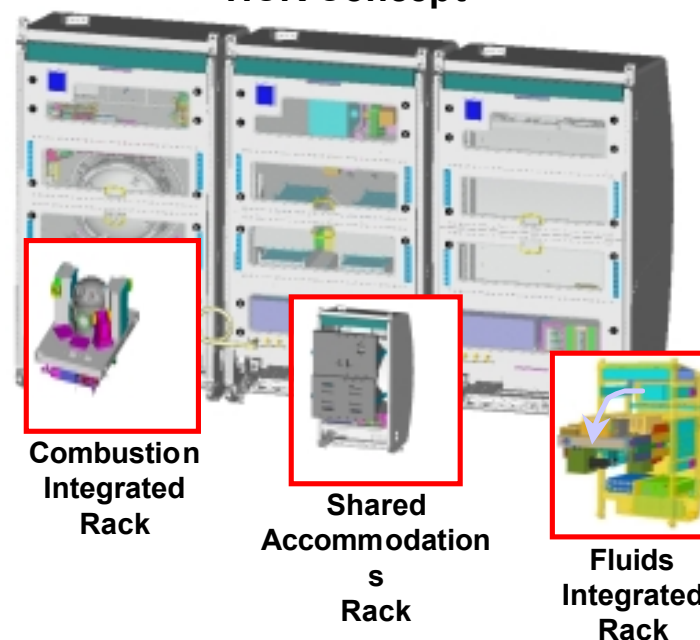 Combustion
Integrated
Rack
Shared
Accommodation
s
Rack
Fluids
Integrated
Rack